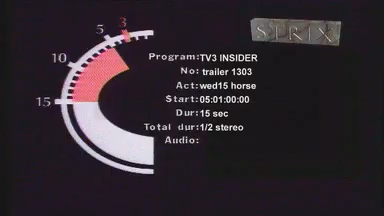 3
5
10
15
STRIX
Program:TV3 INSIDER
No: trailer 1303
Act:wed15 horse
Start:05:01:00:00
Dur:15 sec
Total dur:1/2 stereo
Audio: